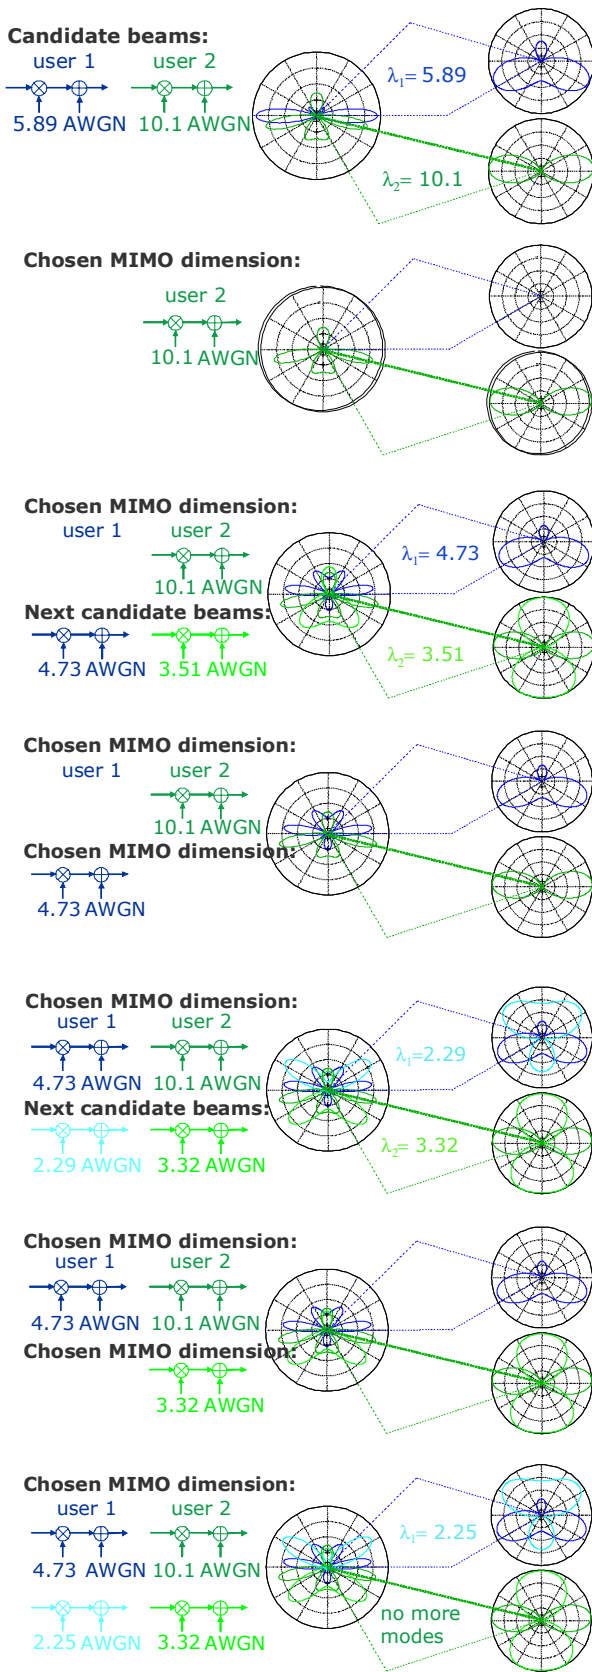 Candidate beams:
user 1 user 2
5.89 AWGN 10.1 AWGN
λ1= 5.89
λ2= 10.1
Chosen MIMO dimension:
user 2
10.1 AWGN
Chosen MIMO dimension:
user 1 user 2
10.1 AWGN
λ1= 4.73
Next candidate beams:
4.73 AWGN 3.51 AWGN
λ2= 3.51
Chosen MIMO dimension:
user 1 user 2
10.1 AWGN
Chosen MIMO dimension:
4.73 AWGN
Chosen MIMO dimension:
user 1 user 2
4.73 AWGN 10.1 AWGN
λ1=2.29
Next candidate beams:
2.29 AWGN 3.32 AWGN
λ2= 3.32
Chosen MIMO dimension:
user 1 user 2
4.73 AWGN 10.1 AWGN
Chosen MIMO dimension:
3.32 AWGN
Chosen MIMO dimension:
user 1 user 2
4.73 AWGN 10.1 AWGN
λ1= 2.25
2.25 AWGN 3.32 AWGN
no more
modes